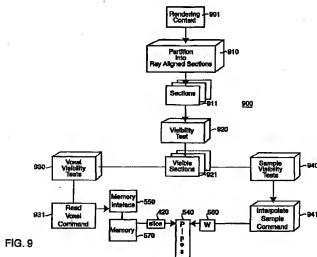 Rendering
Context
901
Partition
Into
Ray Aligned Sections
910
Sections
911
900
Visibility
Test
920
930
Voxel
Visibility
Tests
Visible
Sections
921
Sample
Visibility
Tests
940
931
Read
Voxel
Command
Memory
Interface
550
Memory
570
slice
420
540
Pipes
560
W
Interpolate
Sample
Command
941
FIG. 9